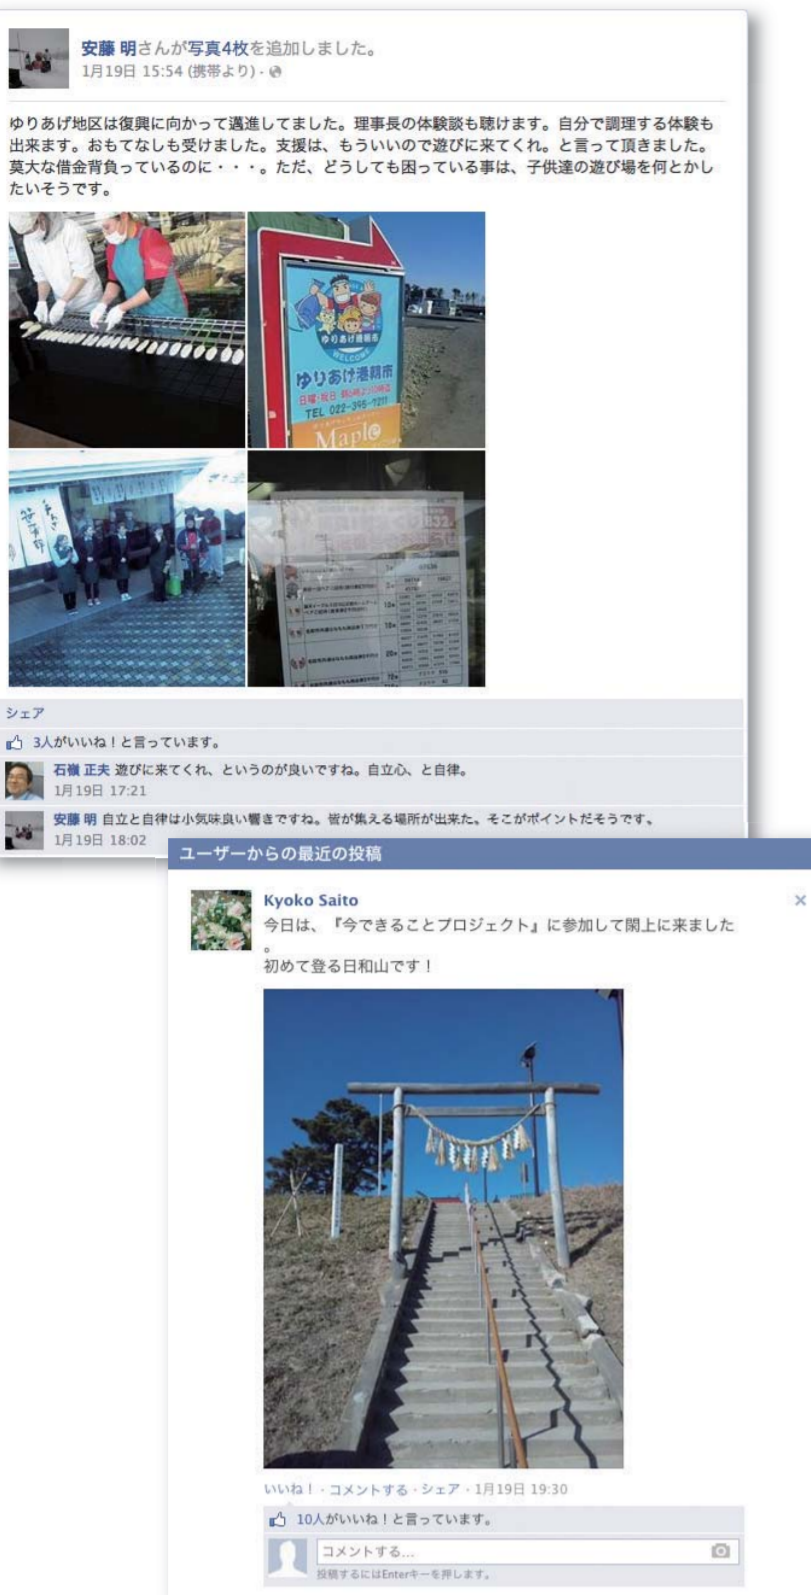 安藤 明さんが写真4枚を追加しました。
1月19日 15:54 (携帯より)・
ゆりあげ地区は復興に向かって邁進してました。理事長の体験談も聴けます。自分で調理する体験も
出来ます。おもてなしも受けました。支援は、もういいので遊びに来てくれ。と言って頂きました。
莫大な借金背負っているのに・・・。ただ、どうしても困っている事は、子供達の遊び場を何とかし
たいそうです。
ゆりあげ港朝市
WELCOME
ゆりあげ港朝市
TEL 022-395-7211
Maple
シェア
3人がいいね！と言っています。
石嶺 正夫 遊びに来てくれ、というのが良いですね。自立心、と自律。
1月19日 17:21
安藤 明 自立と自律は小気味良い響きですね。皆が集える場所が出来た、そこがポイントだそうです、
1月19日 18:02
ユーザーからの最近の投稿
Kyoko Saito
今日は、『今できることプロジェクト』に参加して閖上に来ました
。
初めて登る日和山です！
いいね！・コメントする・シェア・1月19日 19:30
10人がいいね！と言っています。
コメントする...
投稿するにはEnterキーを押します。